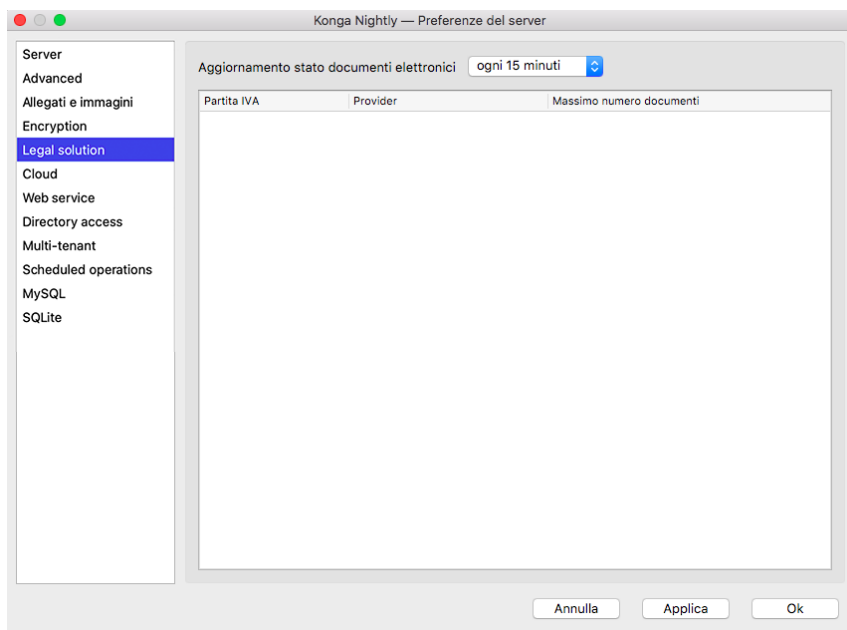 Konga Nightly — Preferenze del server
Server
Advanced
Allegati e immagini
Encryption
Legal solution
Cloud
Web service
Directory access
Multi-tenant
Scheduled operations
MySQL
SQLite
Aggiornamento stato documenti elettronici ogni 15 minuti
Partita IVA Provider Massimo numero documenti
Annulla Applica Ok